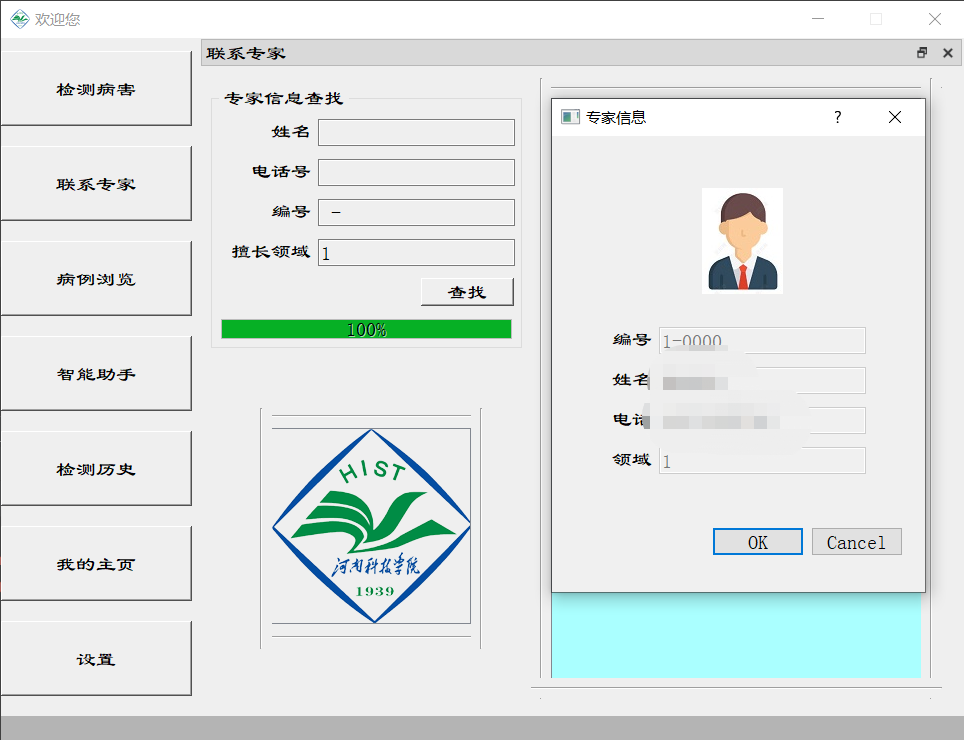 欢迎您
检测病害
联系专家
病例浏览
智能助手
检测历史
我的主页
设置
联系专家
专家信息查找
姓名
电话号
编号 -
擅长领域 1
查找
100%
HIST
河南科技学院
1939
专家信息 ?
编号 1-0000
姓名
电话
领域 1
OK Cancel